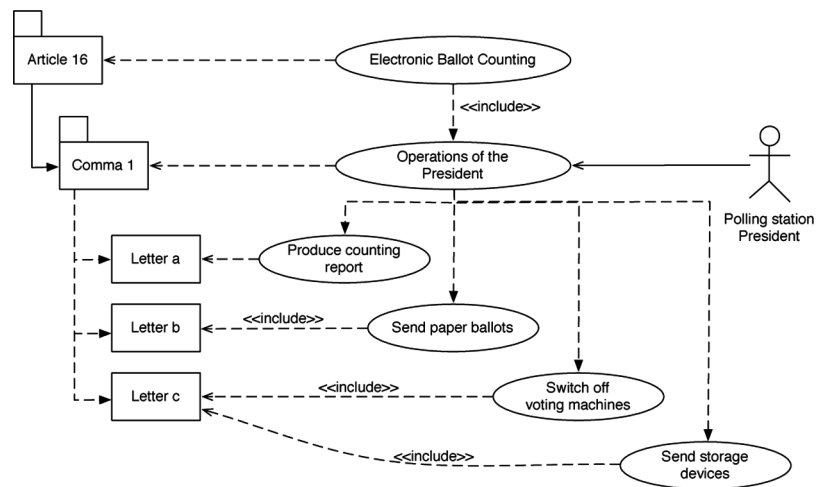 Article 16
Electronic Ballot Counting
<<include>>
Comma 1
Operations of the
President
Polling station
President
Letter a
Produce counting
report
Letter b
<<include>>
Send paper ballots
Letter c
<<include>>
Switch off
voting machines
<<include>>
Send storage
devices